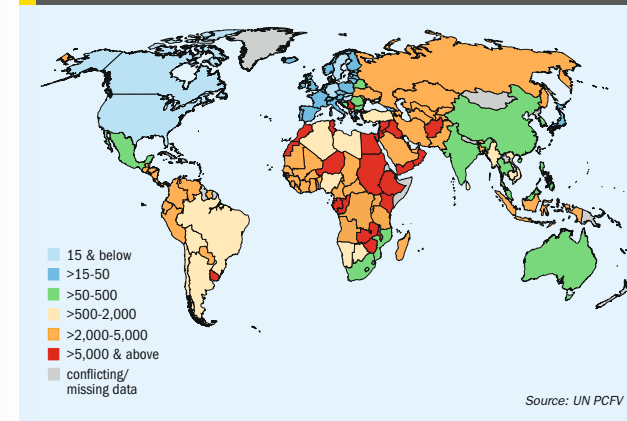 15 & below
>15-50
>50-500
>500-2,000
>2,000-5,000
>5,000 & above
conflicting/
missing data
Source: UN PCFV